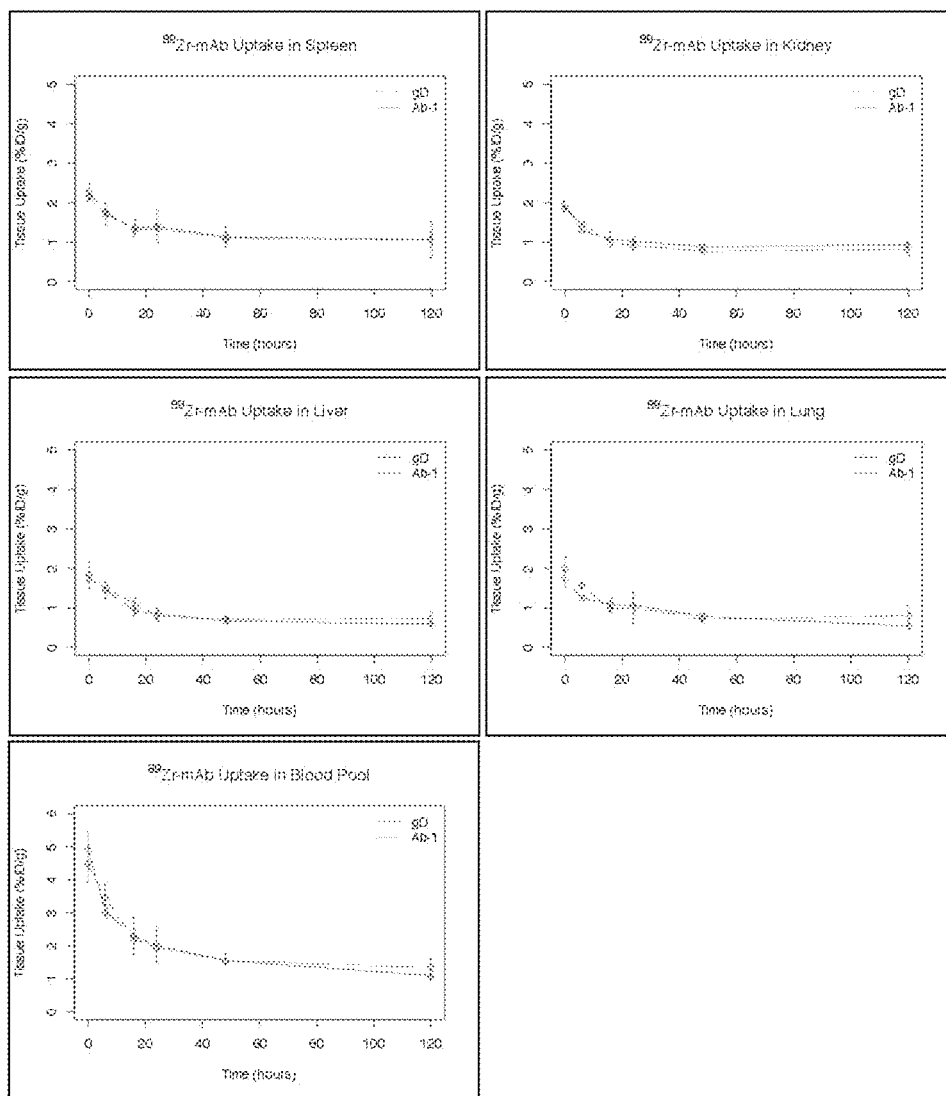 ⁸⁹Zr-mAb Uptake in Spleen
gD
Ab-1
Tissue Uptake (%ID/g)
5
4
3
2
1
0
0 20 40 60 80 100 120
Time (hours)
⁸⁹Zr-mAb Uptake in Kidney
gD
Ab-1
Tissue Uptake (%ID/g)
5
4
3
2
1
0
0 20 40 60 80 100 120
Time (hours)
⁸⁹Zr-mAb Uptake in Liver
gD
Ab-1
Tissue Uptake (%ID/g)
5
4
3
2
1
0
0 20 40 60 80 100 120
Time (hours)
⁸⁹Zr-mAb Uptake in Lung
gD
Ab-1
Tissue Uptake (%ID/g)
5
4
3
2
1
0
0 20 40 60 80 100 120
Time (hours)
⁸⁹Zr-mAb Uptake in Blood Pool
gD
Ab-1
Tissue Uptake (%ID/g)
6
5
4
3
2
1
0
0 20 40 60 80 100 120
Time (hours)